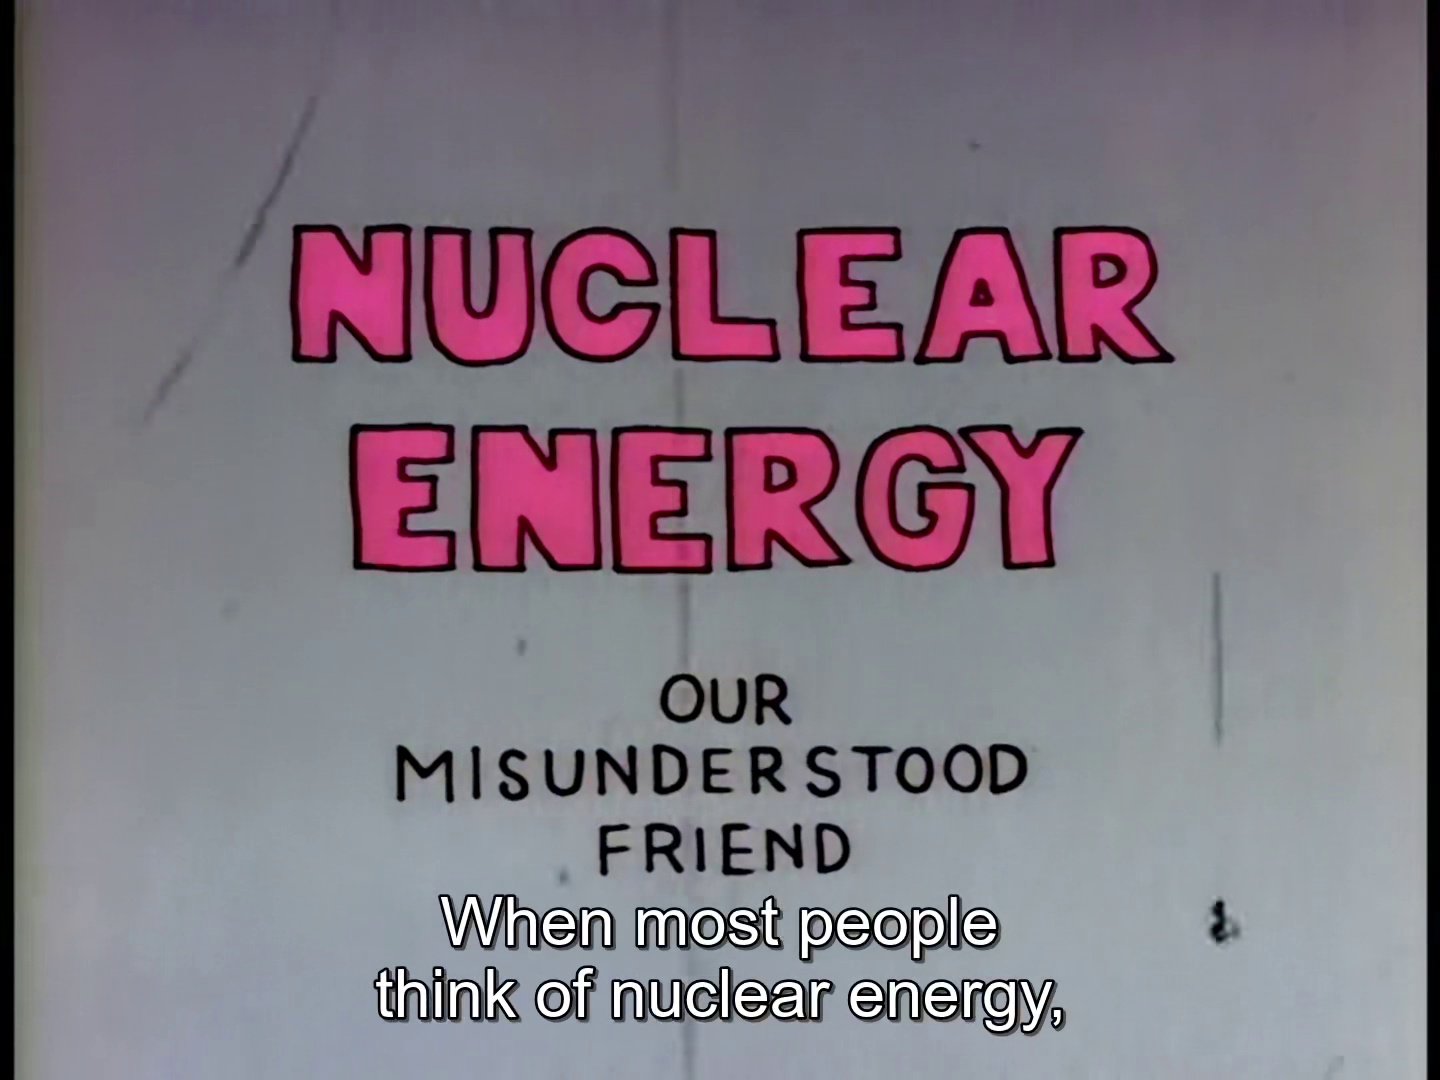 NUCLEAR
ENERGY
OUR
MISUNDERSTOOD
FRIEND
When most people
think of nuclear energy,